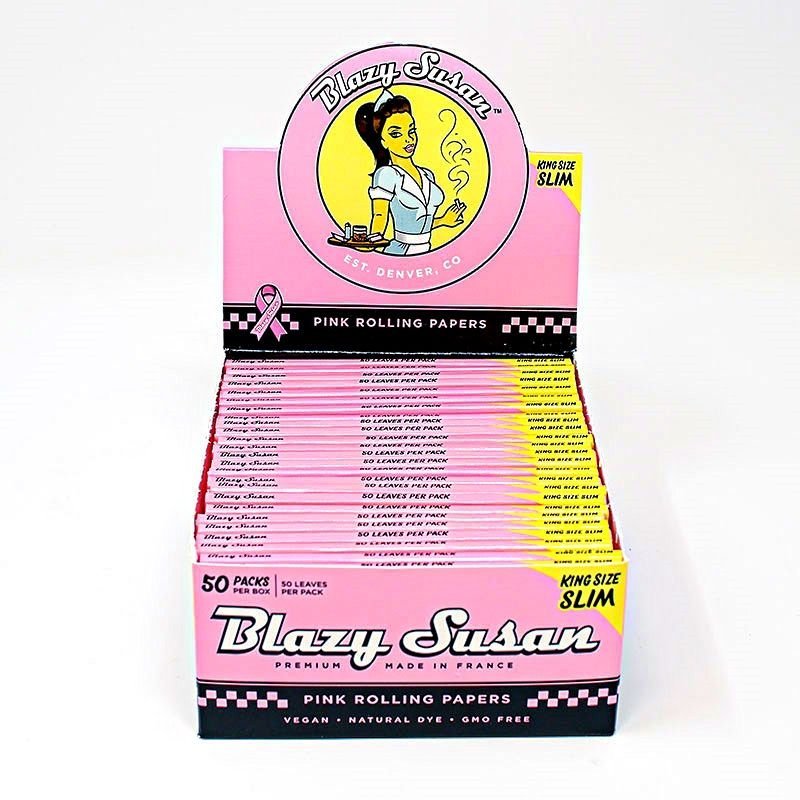 Blazy Susan™
KING SIZE
SLIM
EST. DENVER, CO
PINK ROLLING PAPERS
Blazy Susan 50 LEAVES PER PACK KING SIZE SLIM
50 PACKS
PER BOX
50 LEAVES
PER PACK
KING SIZE
SLIM
Blazy Susan
PREMIUM MADE IN FRANCE
PINK ROLLING PAPERS
VEGAN • NATURAL DYE • GMO FREE